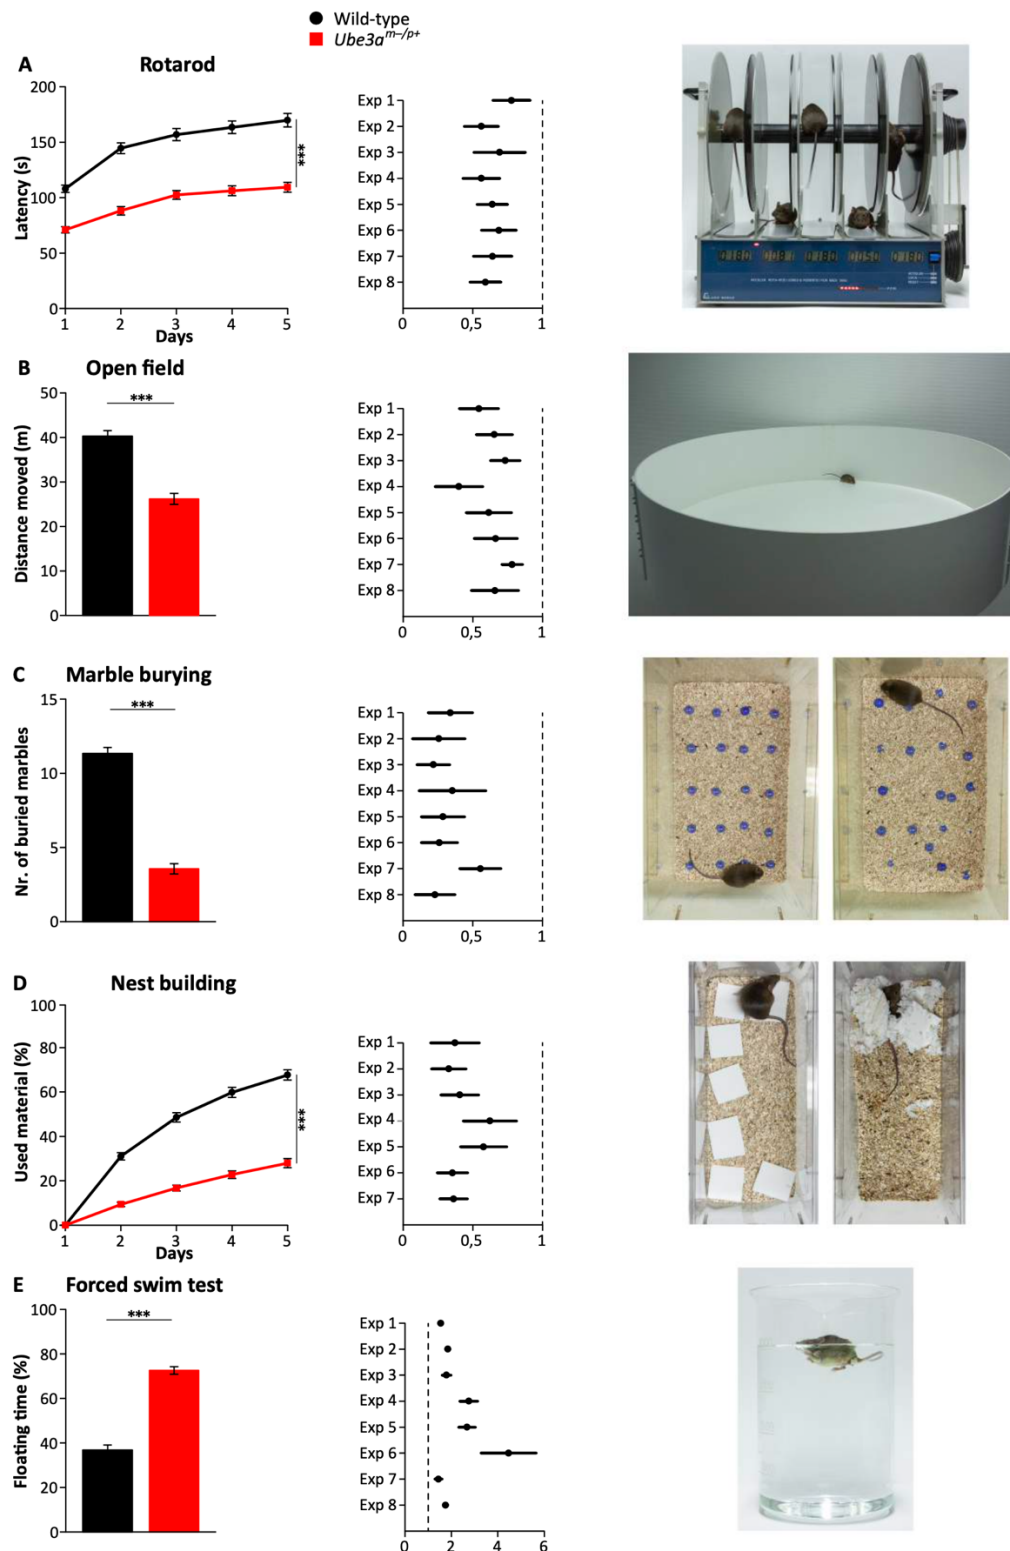 Wild-type
Ube3a^m–/p+
A Rotarod
200
150
100
50
0
Latency (s)
1 2 3 4 5
Days
***
Exp 1
Exp 2
Exp 3
Exp 4
Exp 5
Exp 6
Exp 7
Exp 8
0 0,5 1
B Open field
50
40
30
20
10
0
Distance moved (m)
***
Exp 1
Exp 2
Exp 3
Exp 4
Exp 5
Exp 6
Exp 7
Exp 8
0 0,5 1
C Marble burying
15
10
5
0
Nr. of buried marbles
***
Exp 1
Exp 2
Exp 3
Exp 4
Exp 5
Exp 6
Exp 7
Exp 8
0 0,5 1
D Nest building
100
80
60
40
20
0
Used material (%)
1 2 3 4 5
Days
***
Exp 1
Exp 2
Exp 3
Exp 4
Exp 5
Exp 6
Exp 7
0 0,5 1
E Forced swim test
100
80
60
40
20
0
Floating time (%)
***
Exp 1
Exp 2
Exp 3
Exp 4
Exp 5
Exp 6
Exp 7
Exp 8
0 2 4 6